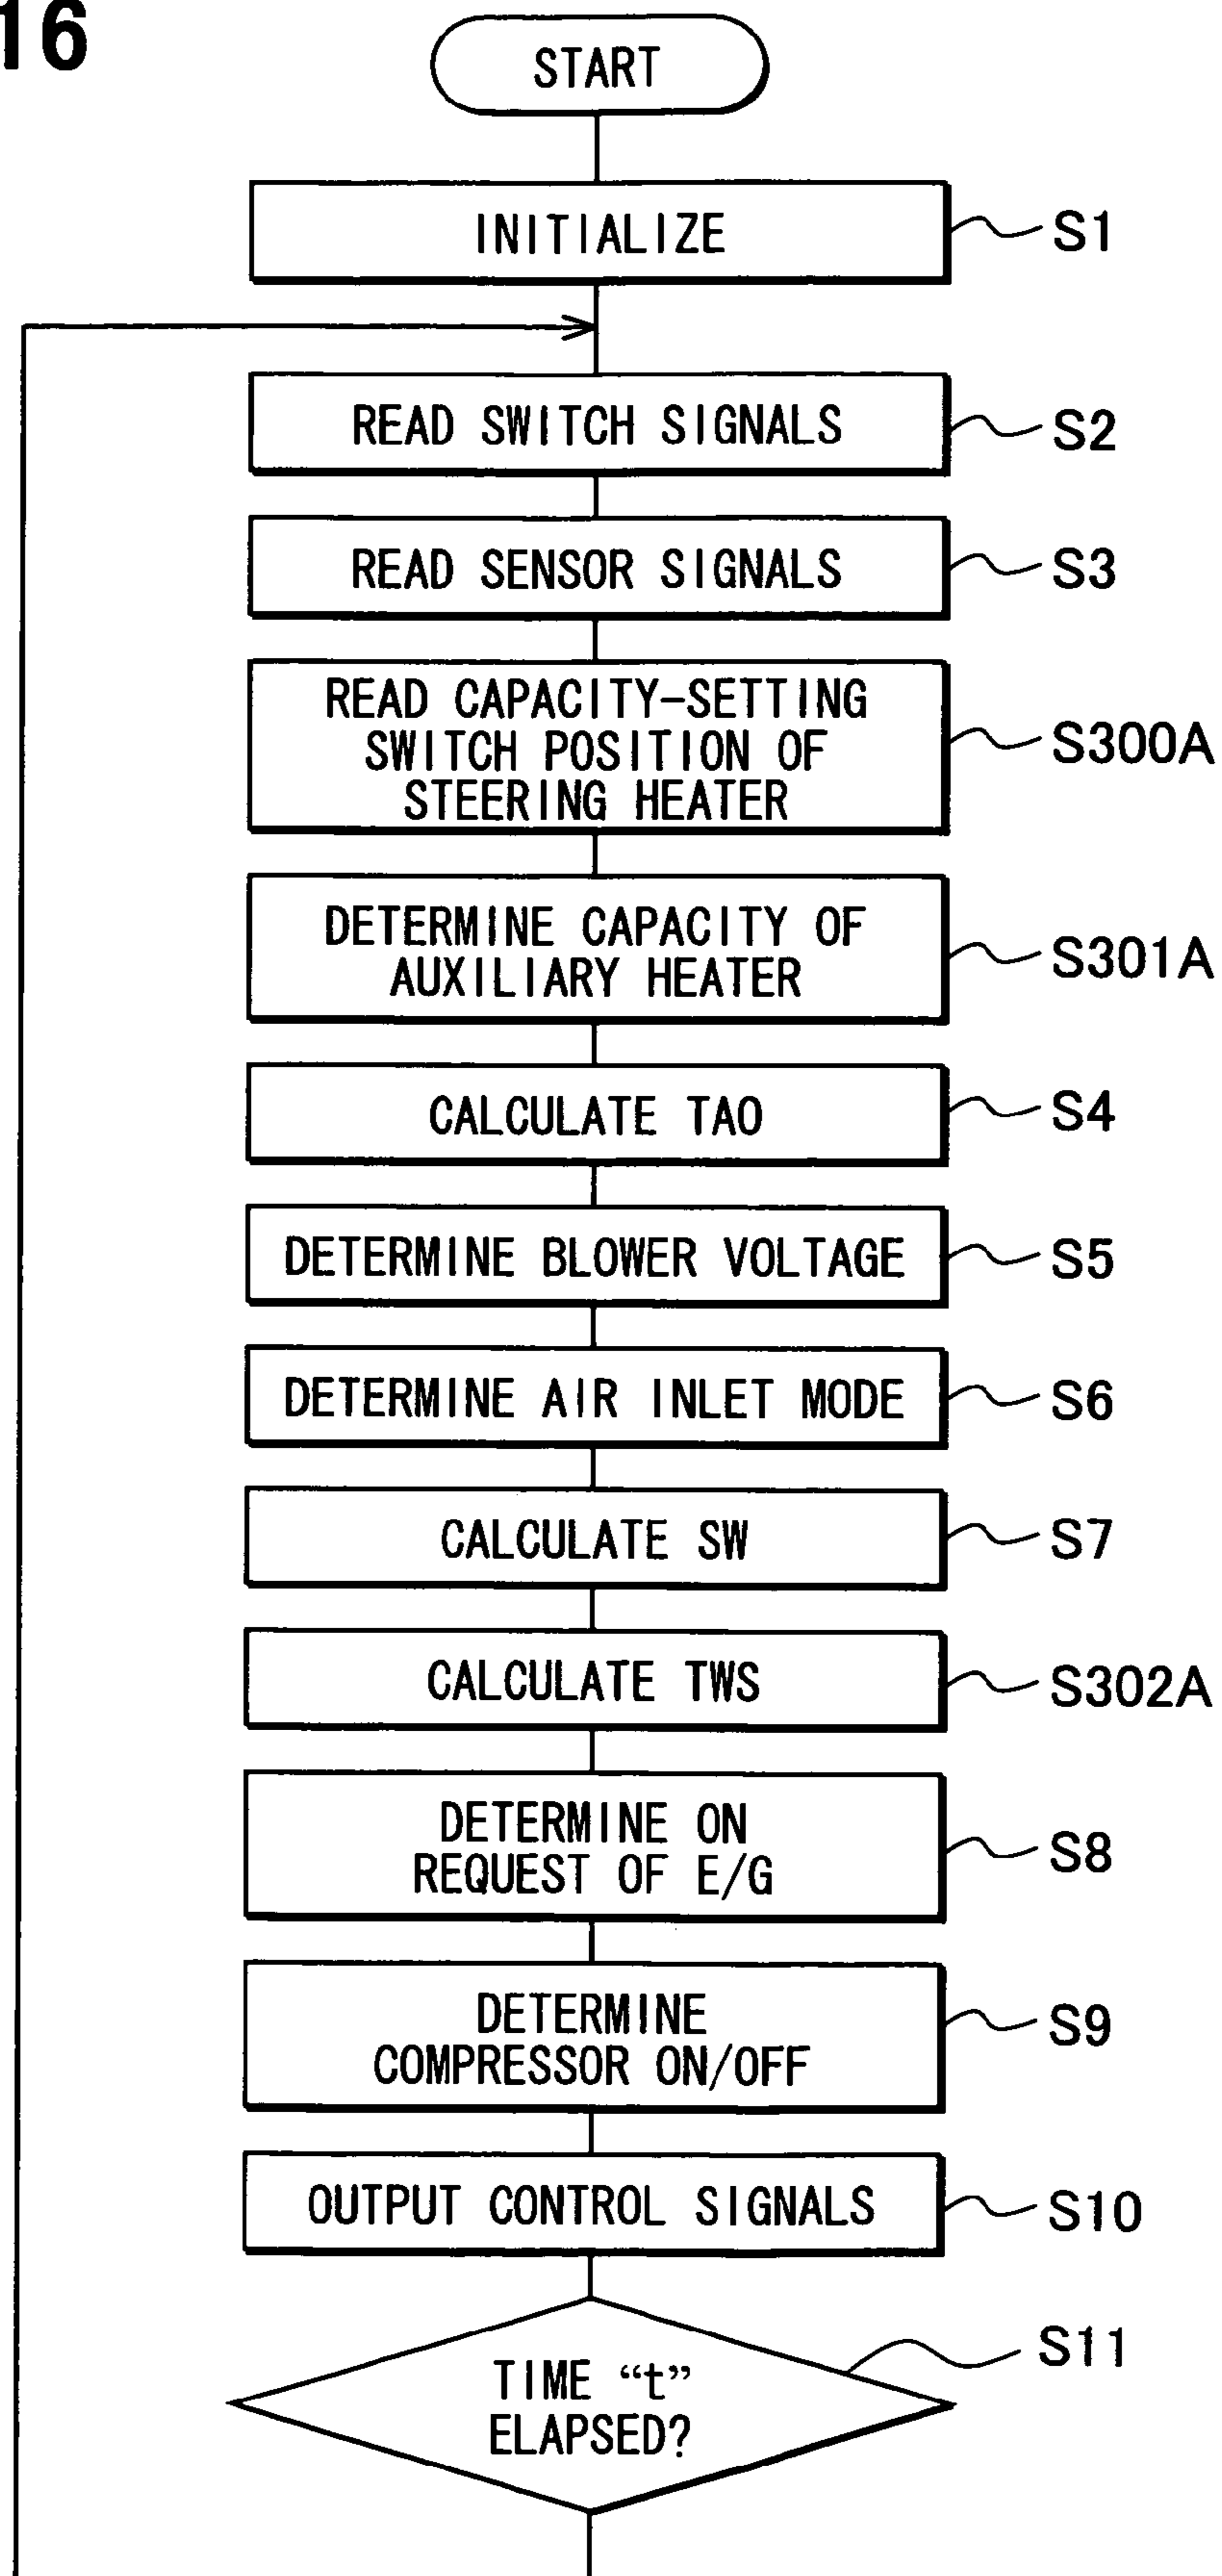 16
START
INITIALIZE
S1
READ SWITCH SIGNALS
S2
READ SENSOR SIGNALS
S3
READ CAPACITY-SETTING
SWITCH POSITION OF
STEERING HEATER
S300A
DETERMINE CAPACITY OF
AUXILIARY HEATER
S301A
CALCULATE TAO
S4
DETERMINE BLOWER VOLTAGE
S5
DETERMINE AIR INLET MODE
S6
CALCULATE SW
S7
CALCULATE TWS
S302A
DETERMINE ON
REQUEST OF E/G
S8
DETERMINE
COMPRESSOR ON/OFF
S9
OUTPUT CONTROL SIGNALS
S10
TIME “t”
ELAPSED?
S11